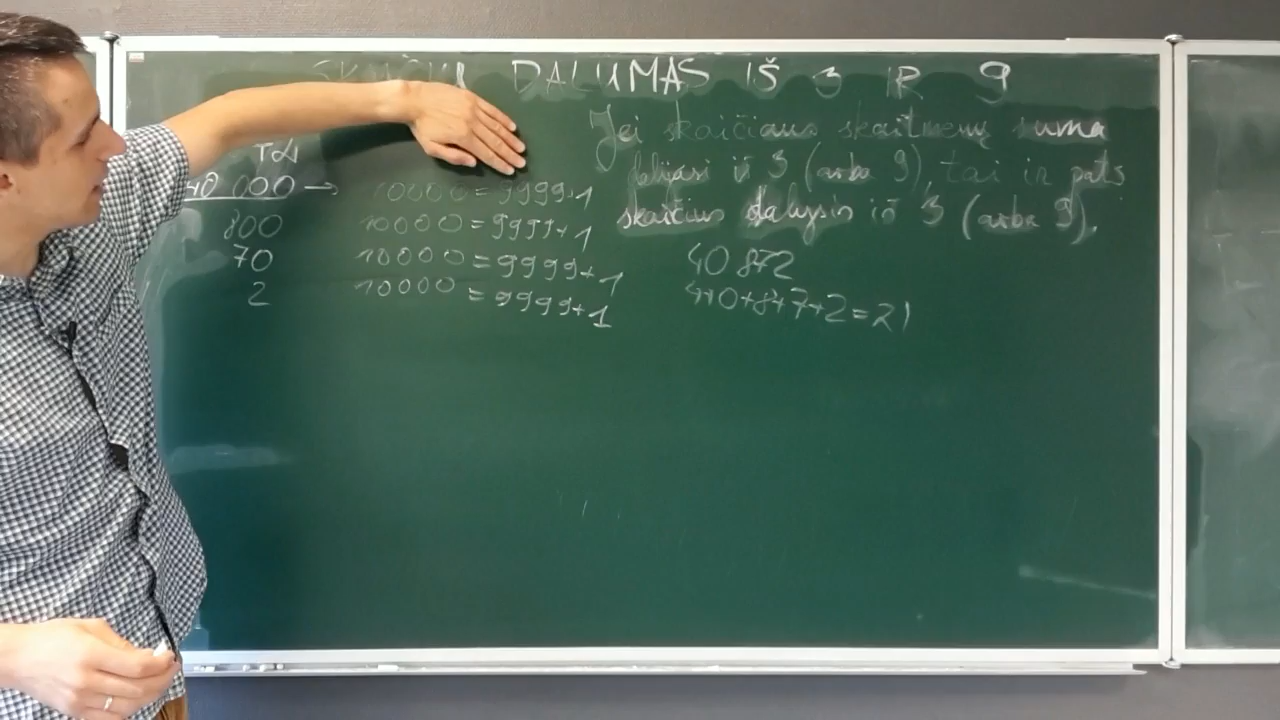 DALUMAS IŠ 3 IR 9
Jei skaičiaus skaitmenų suma
dalijasi iš 3 (arba 9), tai ir pats
skaičius dalysis iš 3 (arba 9).
40 872
4+0+8+7+2=21
40 000 →
800
70
2
10000 = 9999+1
10000 = 9999+1
10000 = 9999+1
10000 = 9999+1